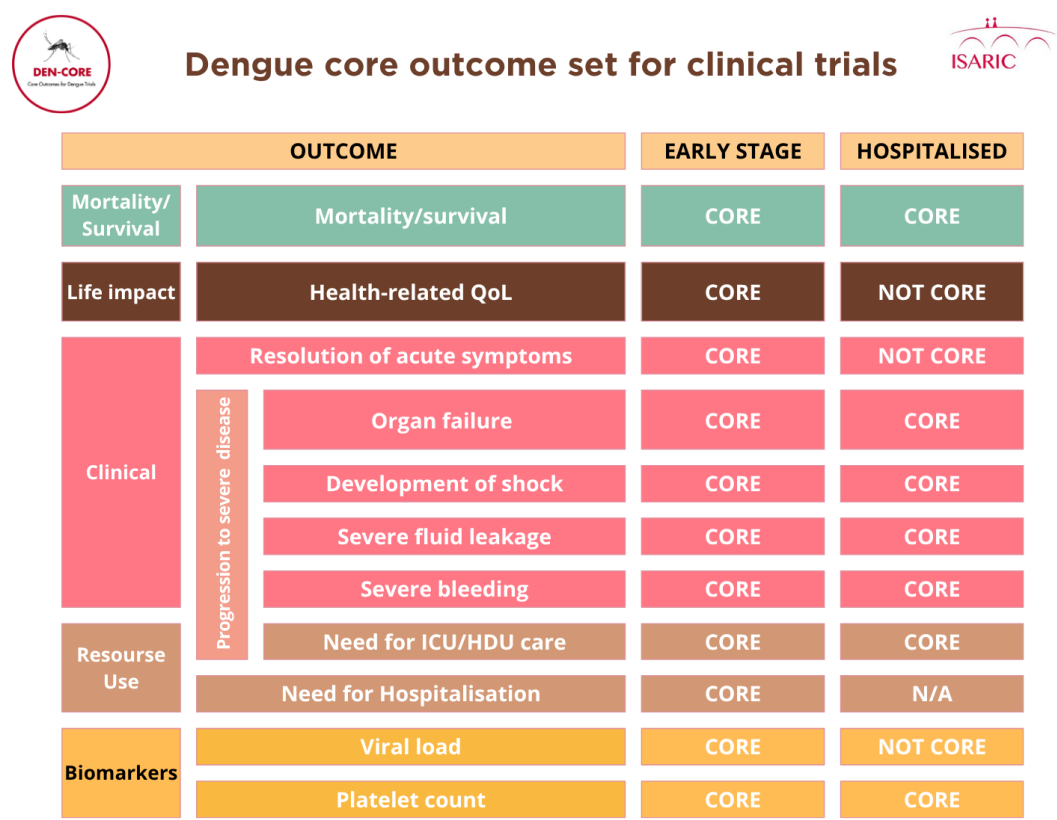 DEN-CORE
Core Outcomes for Dengue Trials
Dengue core outcome set for clinical trials
ISARIC
OUTCOME EARLY STAGE HOSPITALISED
Mortality/
Survival
Mortality/survival CORE CORE
Life impact Health-related QoL CORE NOT CORE
Clinical
Resolution of acute symptoms CORE NOT CORE
Progression to severe disease
Organ failure CORE CORE
Development of shock CORE CORE
Severe fluid leakage CORE CORE
Severe bleeding CORE CORE
Resourse
Use
Need for ICU/HDU care CORE CORE
Need for Hospitalisation CORE N/A
Biomarkers
Viral load CORE NOT CORE
Platelet count CORE CORE